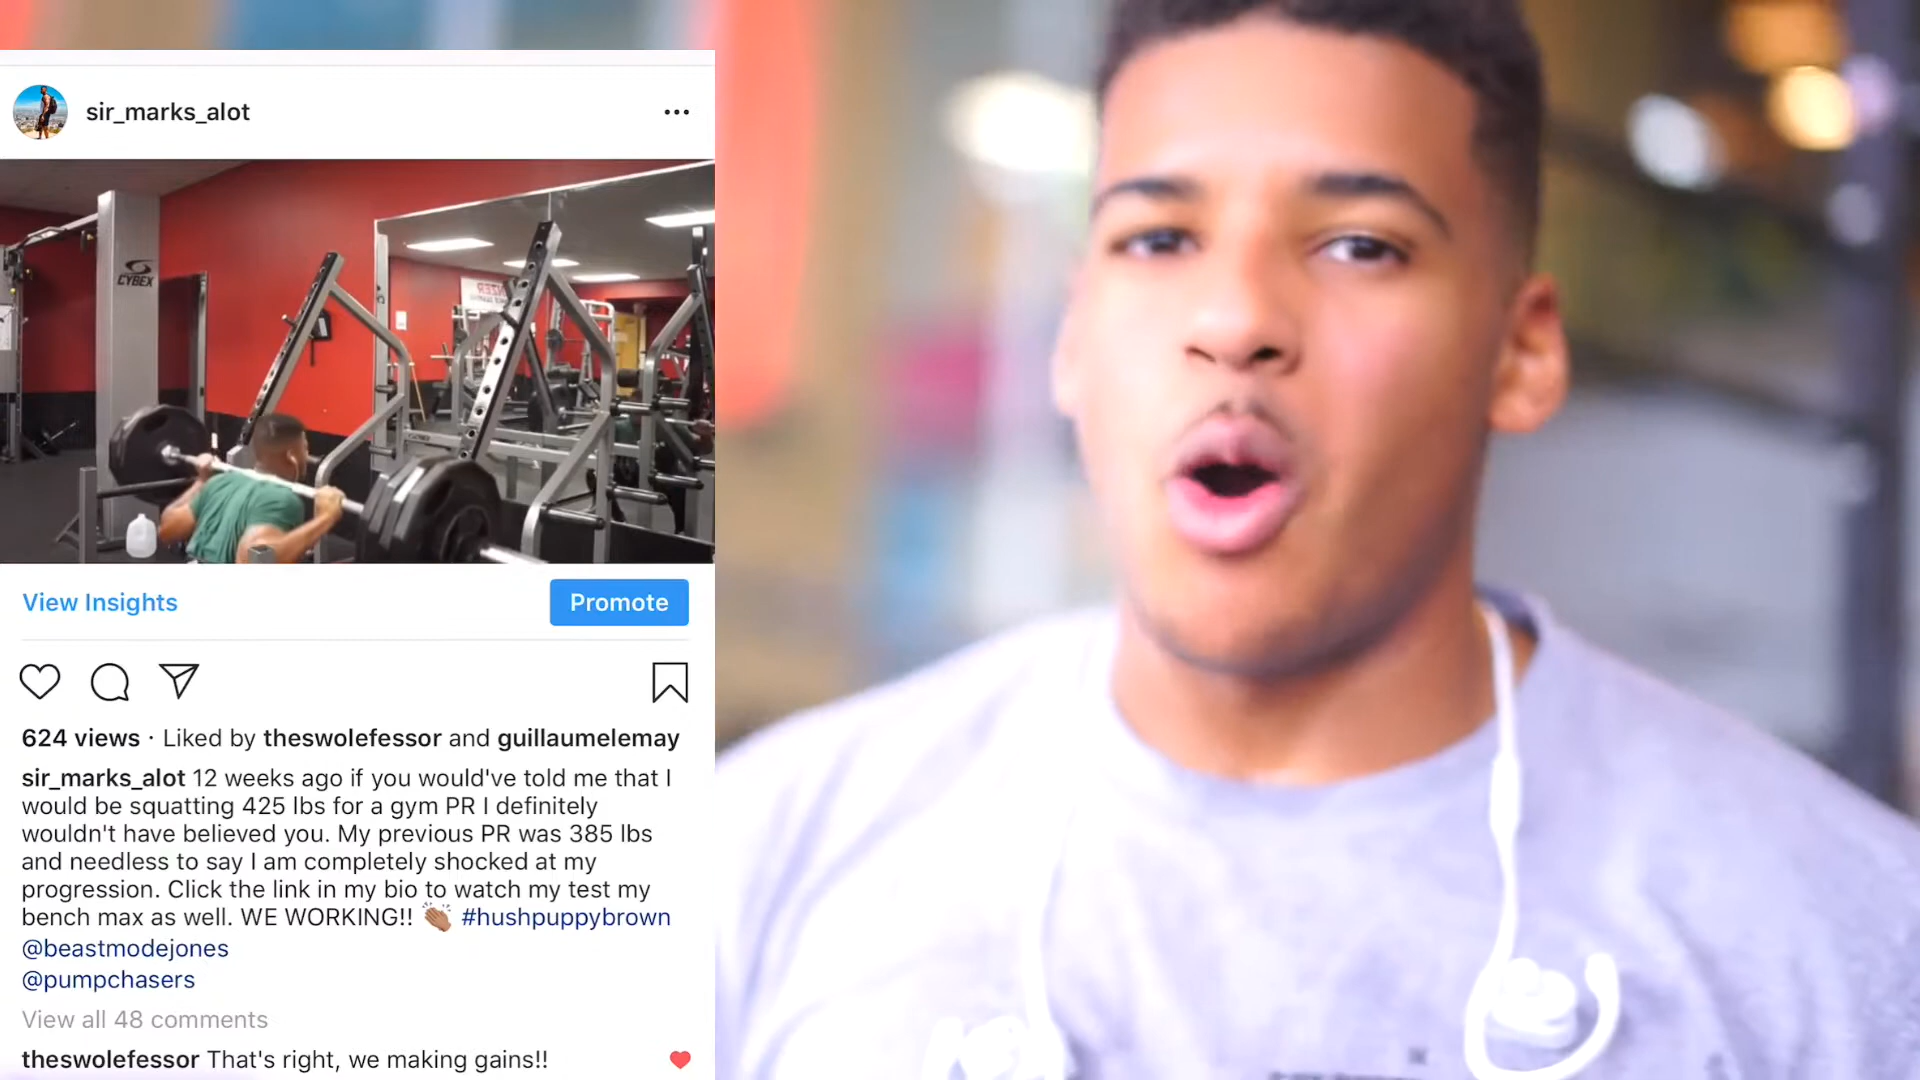 sir_marks_alot
CYBEX
View Insights
Promote
624 views · Liked by theswolefessor and guillaumelemay
sir_marks_alot 12 weeks ago if you would've told me that I
would be squatting 425 lbs for a gym PR I definitely
wouldn't have believed you. My previous PR was 385 lbs
and needless to say I am completely shocked at my
progression. Click the link in my bio to watch my test my
bench max as well. WE WORKING!! 👏🏽 #hushpuppybrown
@beastmodejones
@pumpchasers
View all 48 comments
theswolefessor That's right, we making gains!!